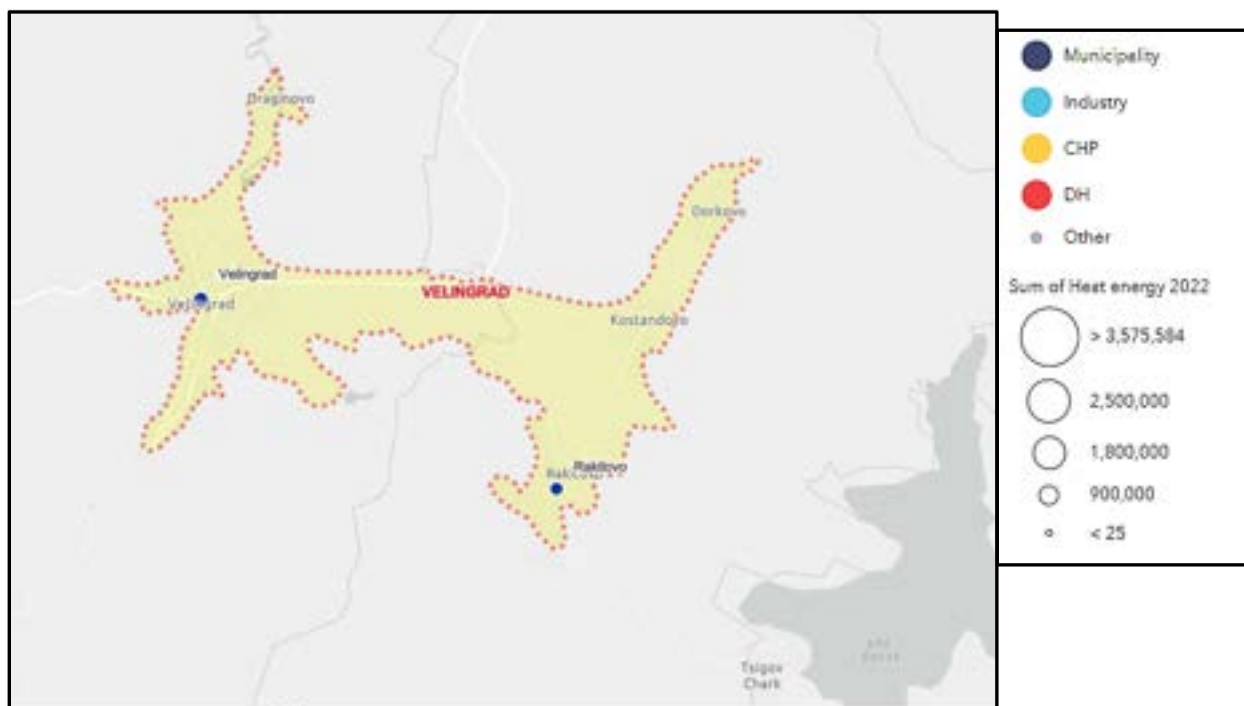 Draginovo
Dorkovo
Velingrad
Velingrad
VELINGRAD
Kostandovo
Rakitovo
Tsigov
Chark
Municipality
Industry
CHP
DH
Other
Sum of Heat energy 2022
> 3,575,584
2,500,000
1,800,000
900,000
< 25